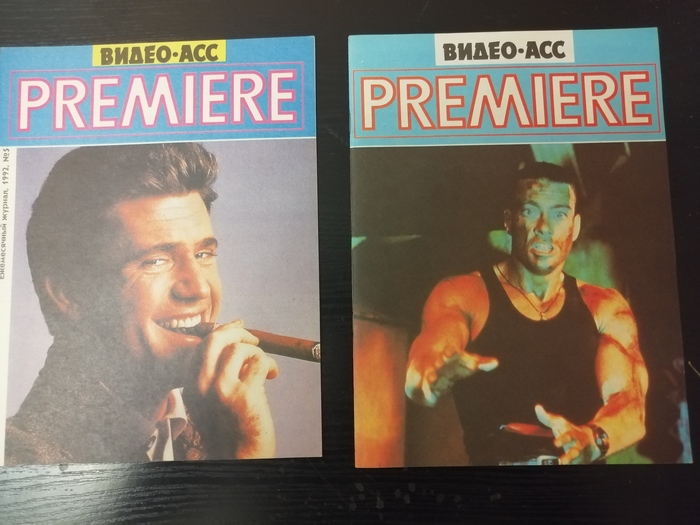 ВИДЕО•АСС
PREMIERE
Ежемесячный журнал, 1992, №5
ВИДЕО•АСС
PREMIERE